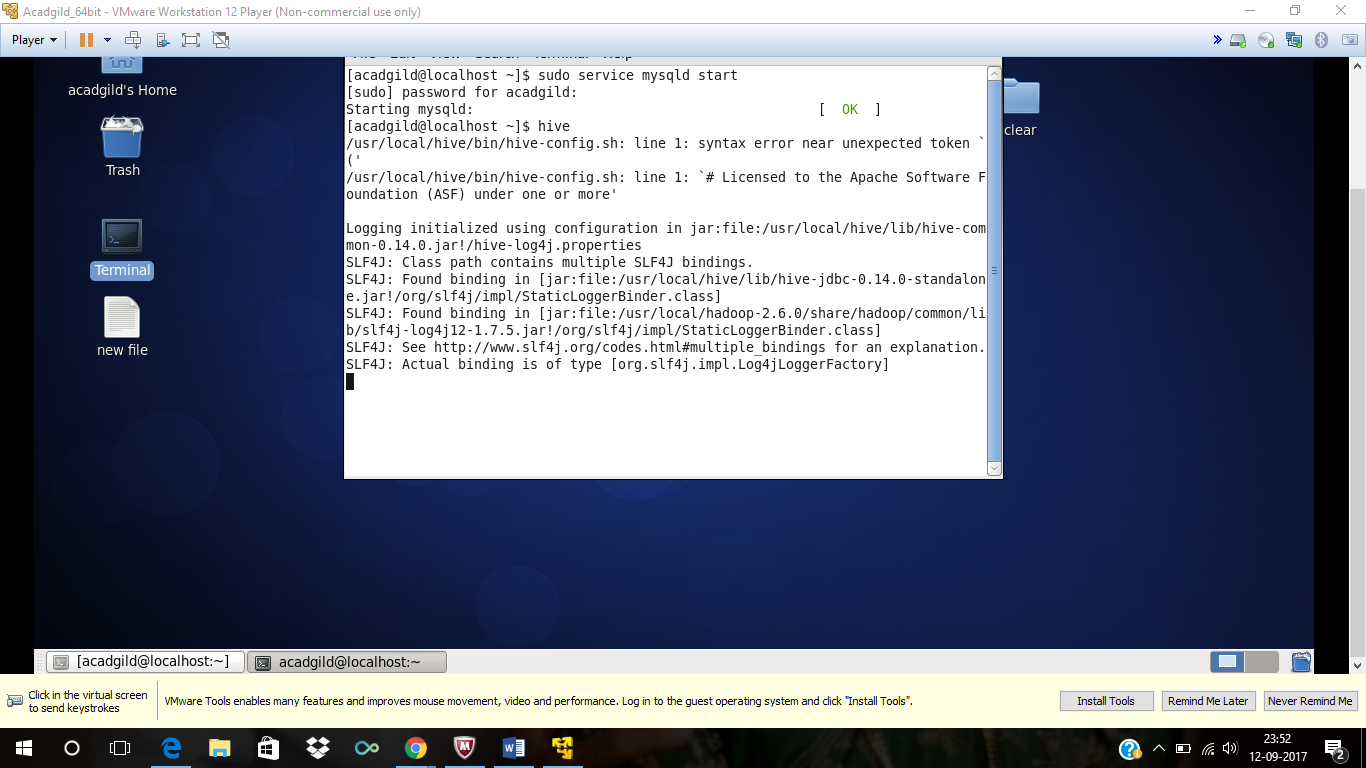 Acadgild_64bit - VMware Workstation 12 Player (Non-commercial use only)
Player
acadgild's Home
Trash
Terminal
new file
clear
[acadgild@localhost ~]$ sudo service mysqld start
[sudo] password for acadgild:
Starting mysqld: [ OK ]
[acadgild@localhost ~]$ hive
/usr/local/hive/bin/hive-config.sh: line 1: syntax error near unexpected token `
('
/usr/local/hive/bin/hive-config.sh: line 1: `# Licensed to the Apache Software F
oundation (ASF) under one or more'
Logging initialized using configuration in jar:file:/usr/local/hive/lib/hive-com
mon-0.14.0.jar!/hive-log4j.properties
SLF4J: Class path contains multiple SLF4J bindings.
SLF4J: Found binding in [jar:file:/usr/local/hive/lib/hive-jdbc-0.14.0-standalon
e.jar!/org/slf4j/impl/StaticLoggerBinder.class]
SLF4J: Found binding in [jar:file:/usr/local/hadoop-2.6.0/share/hadoop/common/li
b/slf4j-log4j12-1.7.5.jar!/org/slf4j/impl/StaticLoggerBinder.class]
SLF4J: See http://www.slf4j.org/codes.html#multiple_bindings for an explanation.
SLF4J: Actual binding is of type [org.slf4j.impl.Log4jLoggerFactory]
[acadgild@localhost:~]
acadgild@localhost:~
Click in the virtual screen
to send keystrokes
VMware Tools enables many features and improves mouse movement, video and performance. Log in to the guest operating system and click "Install Tools".
Install Tools
Remind Me Later
Never Remind Me
23:52
12-09-2017
2